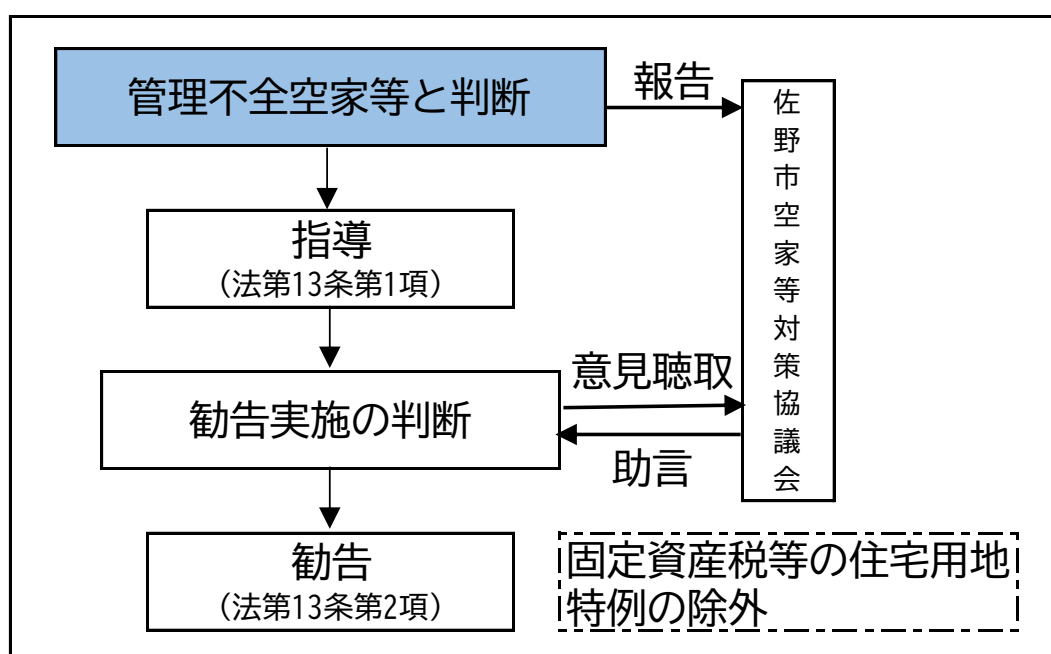 管理不全空家等と判断
報告
佐野市空家等対策協議会
指導
（法第13条第1項）
意見聴取
勧告実施の判断
助言
勧告
（法第13条第2項）
固定資産税等の住宅用地
特例の除外